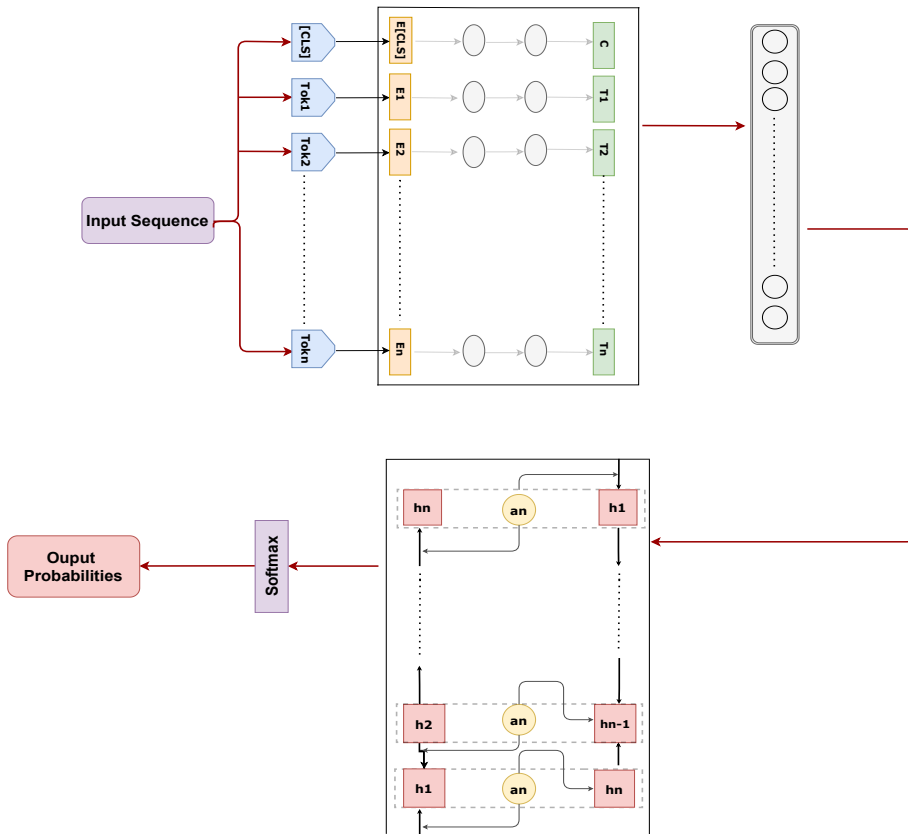 [CLS]
E[CLS]
C
Tok1
E1
T1
Tok2
E2
T2
Input Sequence
Tokn
En
Tn
hn
an
h1
Softmax
Ouput
Probabilities
h2
an
hn-1
h1
an
hn